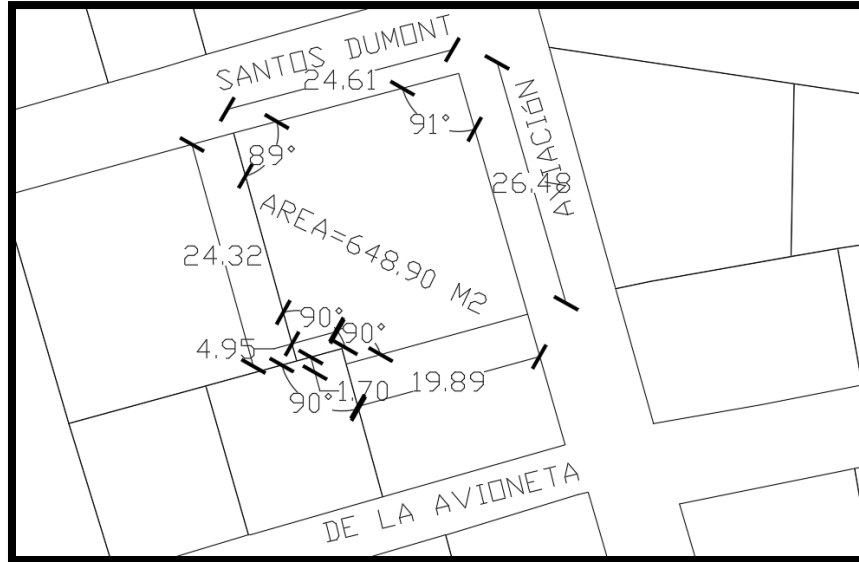 SANTOS DUMONT
24.61
AVIACIÓN
91°
89°
26.48
AREA=648.90 M2
24.32
90°
90°
4.95
1.70
19.89
90°
DE LA AVIONETA